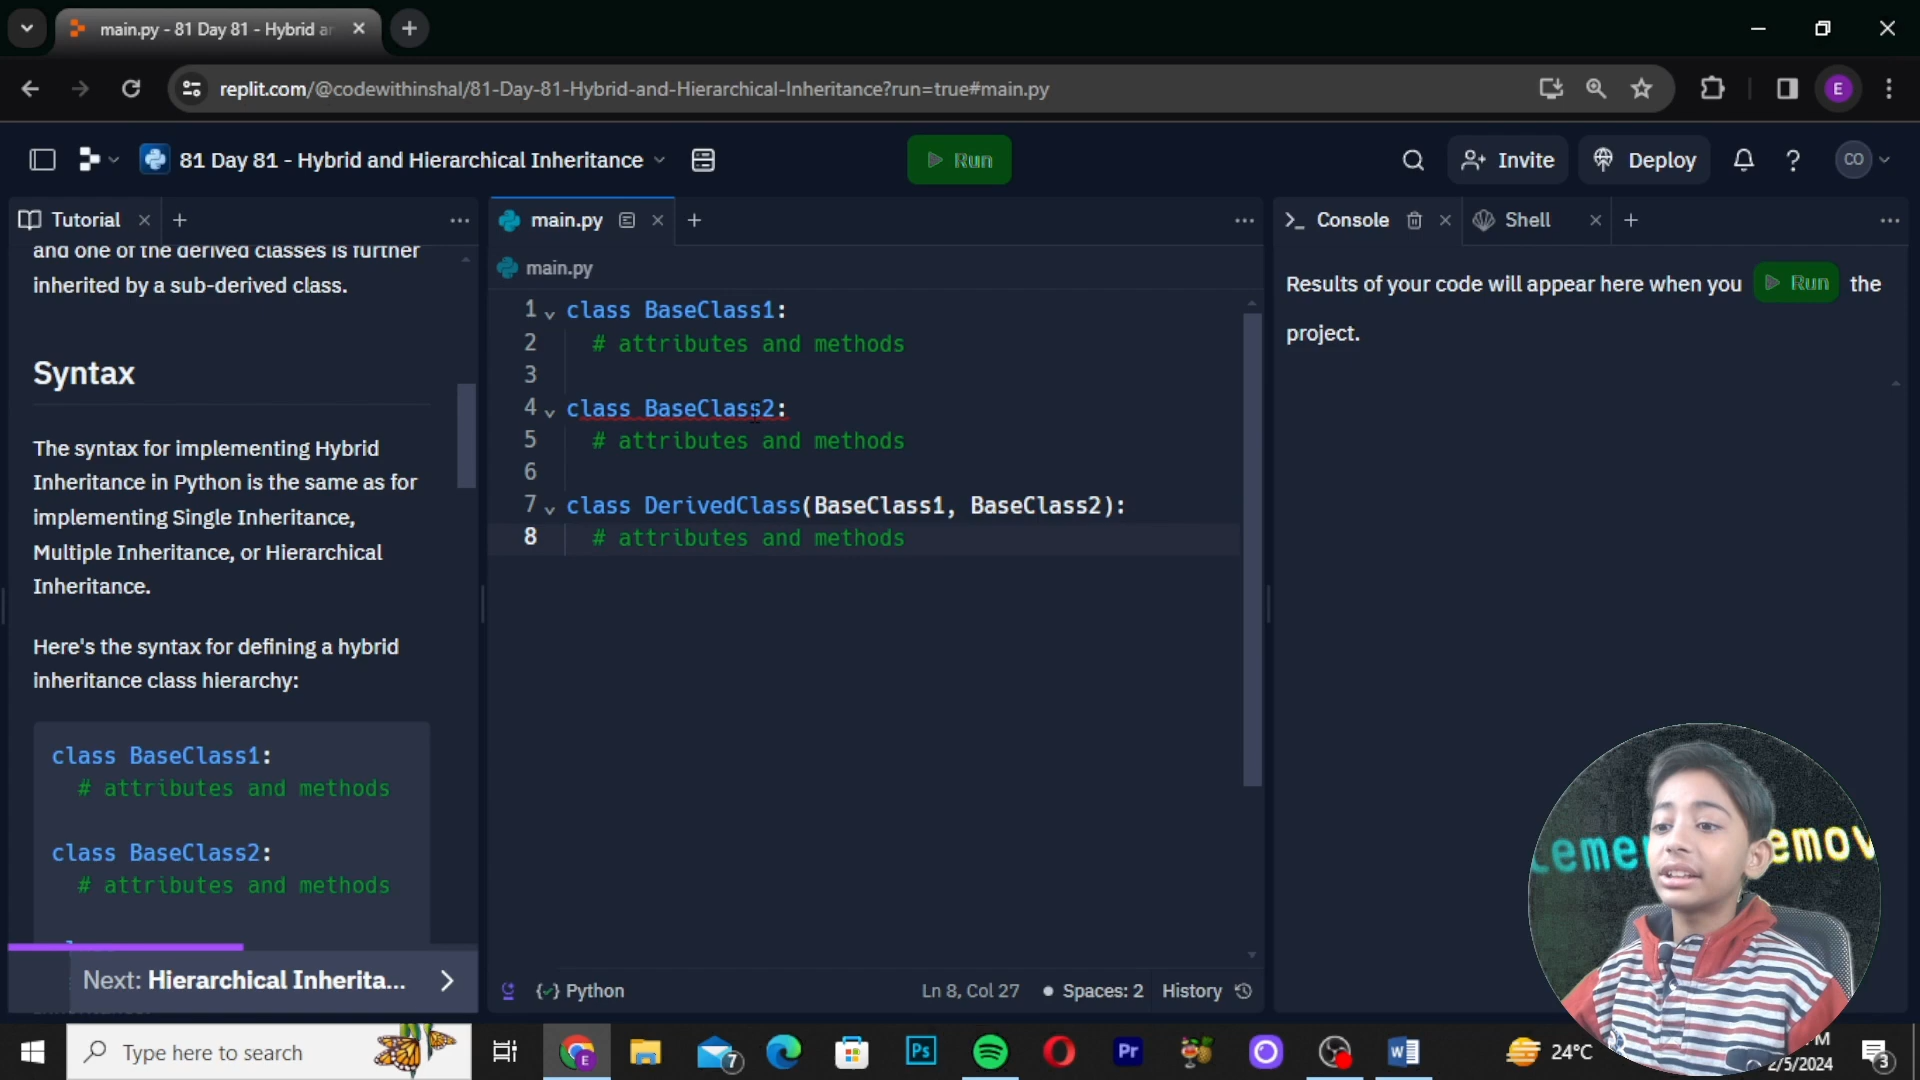 main.py - 81 Day 81 - Hybrid ar
replit.com/@codewithinshal/81-Day-81-Hybrid-and-Hierarchical-Inheritance?run=true#main.py
E
81 Day 81 - Hybrid and Hierarchical Inheritance
Run
Invite
Deploy
CO
Tutorial
and one of the derived classes is further
inherited by a sub-derived class.
Syntax
The syntax for implementing Hybrid
Inheritance in Python is the same as for
implementing Single Inheritance,
Multiple Inheritance, or Hierarchical
Inheritance.
Here's the syntax for defining a hybrid
inheritance class hierarchy:
class BaseClass1:
# attributes and methods
class BaseClass2:
# attributes and methods
Next: Hierarchical Inherita...
main.py
main.py
1 class BaseClass1:
2 # attributes and methods
3
4 class BaseClass2:
5 # attributes and methods
6
7 class DerivedClass(BaseClass1, BaseClass2):
8 # attributes and methods
Python
Ln 8, Col 27
Spaces: 2
History
Console
Shell
Results of your code will appear here when you Run the
project.
Type here to search
7
E
Ps
Pr
W
24°C
2/5/2024
3